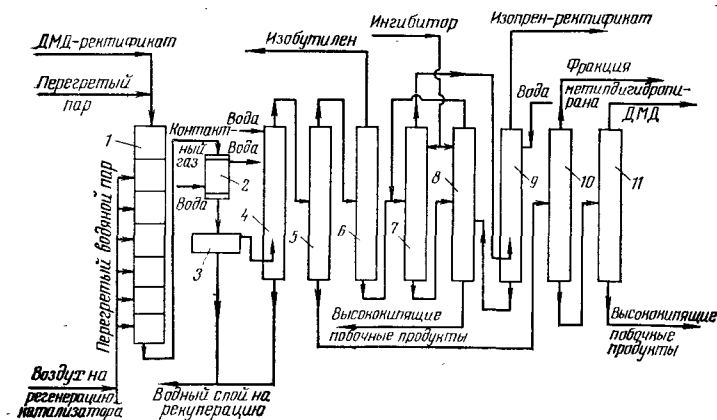 ДМД-ректификат
Перегретый
пар
Изобутилен
Ингибитор
Изопрен-ректификат
Фракция
метилдигидропи-
рана
ДМД
Контакт-
ный
газ
Вода
Вода
Вода
Вода
1
2
3
4
5
6
7
8
9
10
11
Перегретый водяной пар
Воздух на
регенерацию
катализатора
Водный слой на
рекуперацию
Высококипящие
побочные продукты
Высококипящие
побочные
продукты